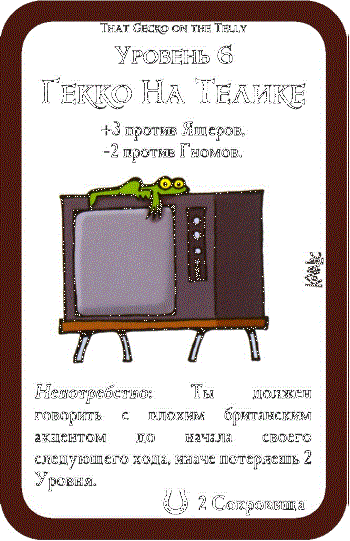 That Gecko on the Telly
Уровень 6
Гекко На Телике
+3 против Ящеров.
-2 против Гномов.
Непотребство: Ты должен
говорить с плохим британским
акцентом до начала своего
следующего хода, иначе потеряешь 2
Уровня.
2 Сокровища